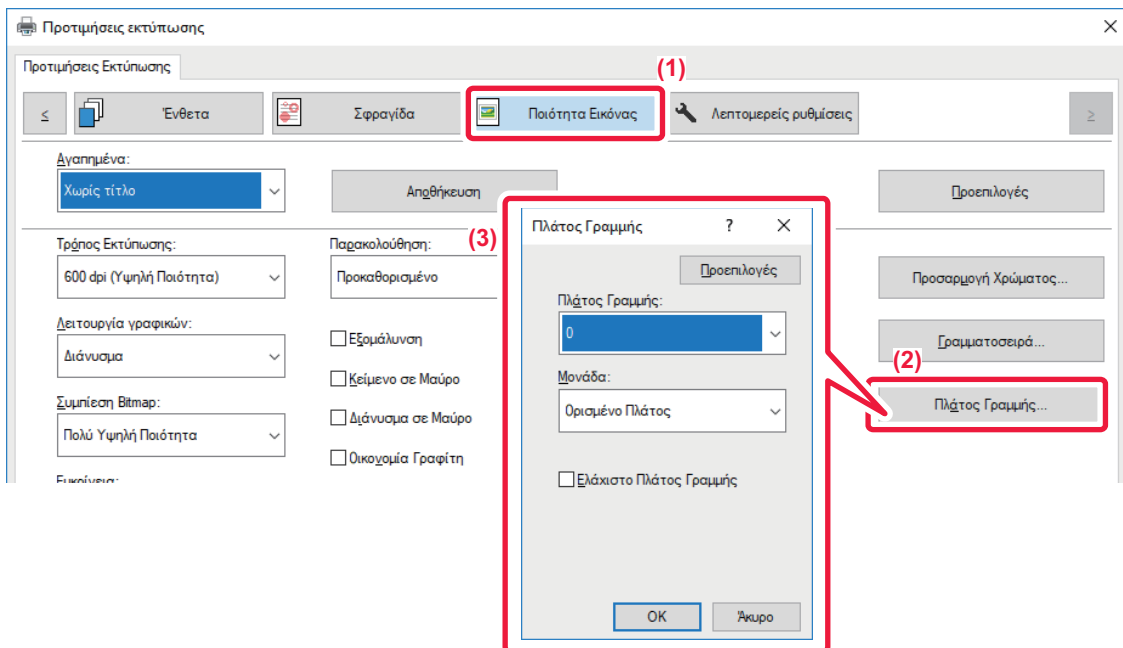 Προτιμήσεις εκτύπωσης
Προτιμήσεις Εκτύπωσης
(1)
≤ Ένθετα Σφραγίδα Ποιότητα Εικόνας Λεπτομερείς ρυθμίσεις ≥
Αγαπημένα:
Χωρίς τίτλο
Αποθήκευση
Προεπιλογές
Τρόπος Εκτύπωσης:
600 dpi (Υψηλή Ποιότητα)
Παρακολούθηση:
Προκαθορισμένο
Λειτουργία γραφικών:
Διάνυσμα
Εξομάλυνση
Κείμενο σε Μαύρο
Συμπίεση Bitmap:
Πολύ Υψηλή Ποιότητα
Διάνυσμα σε Μαύρο
Οικονομία Γραφίτη
Ευκρίνεια:
Προσαρμογή Χρώματος...
Γραμματοσειρά...
(2)
Πλάτος Γραμμής...
(3)
Πλάτος Γραμμής ?
Προεπιλογές
Πλάτος Γραμμής:
0
Μονάδα:
Ορισμένο Πλάτος
Ελάχιστο Πλάτος Γραμμής
OK Άκυρο